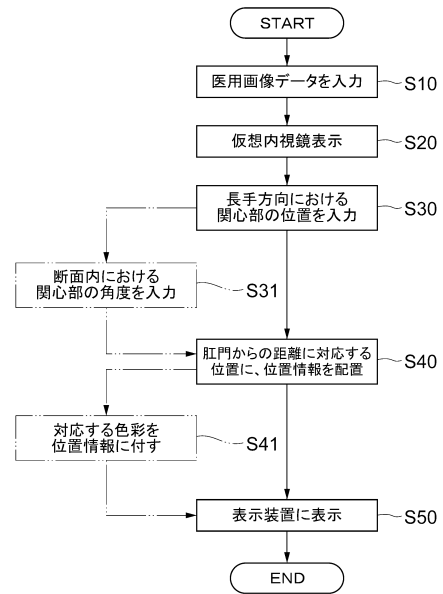 START
医用画像データを入力
S10
仮想内視鏡表示
S20
長手方向における
関心部の位置を入力
S30
断面内における
関心部の角度を入力
S31
肛門からの距離に対応する
位置に、位置情報を配置
S40
対応する色彩を
位置情報に付す
S41
表示装置に表示
S50
END